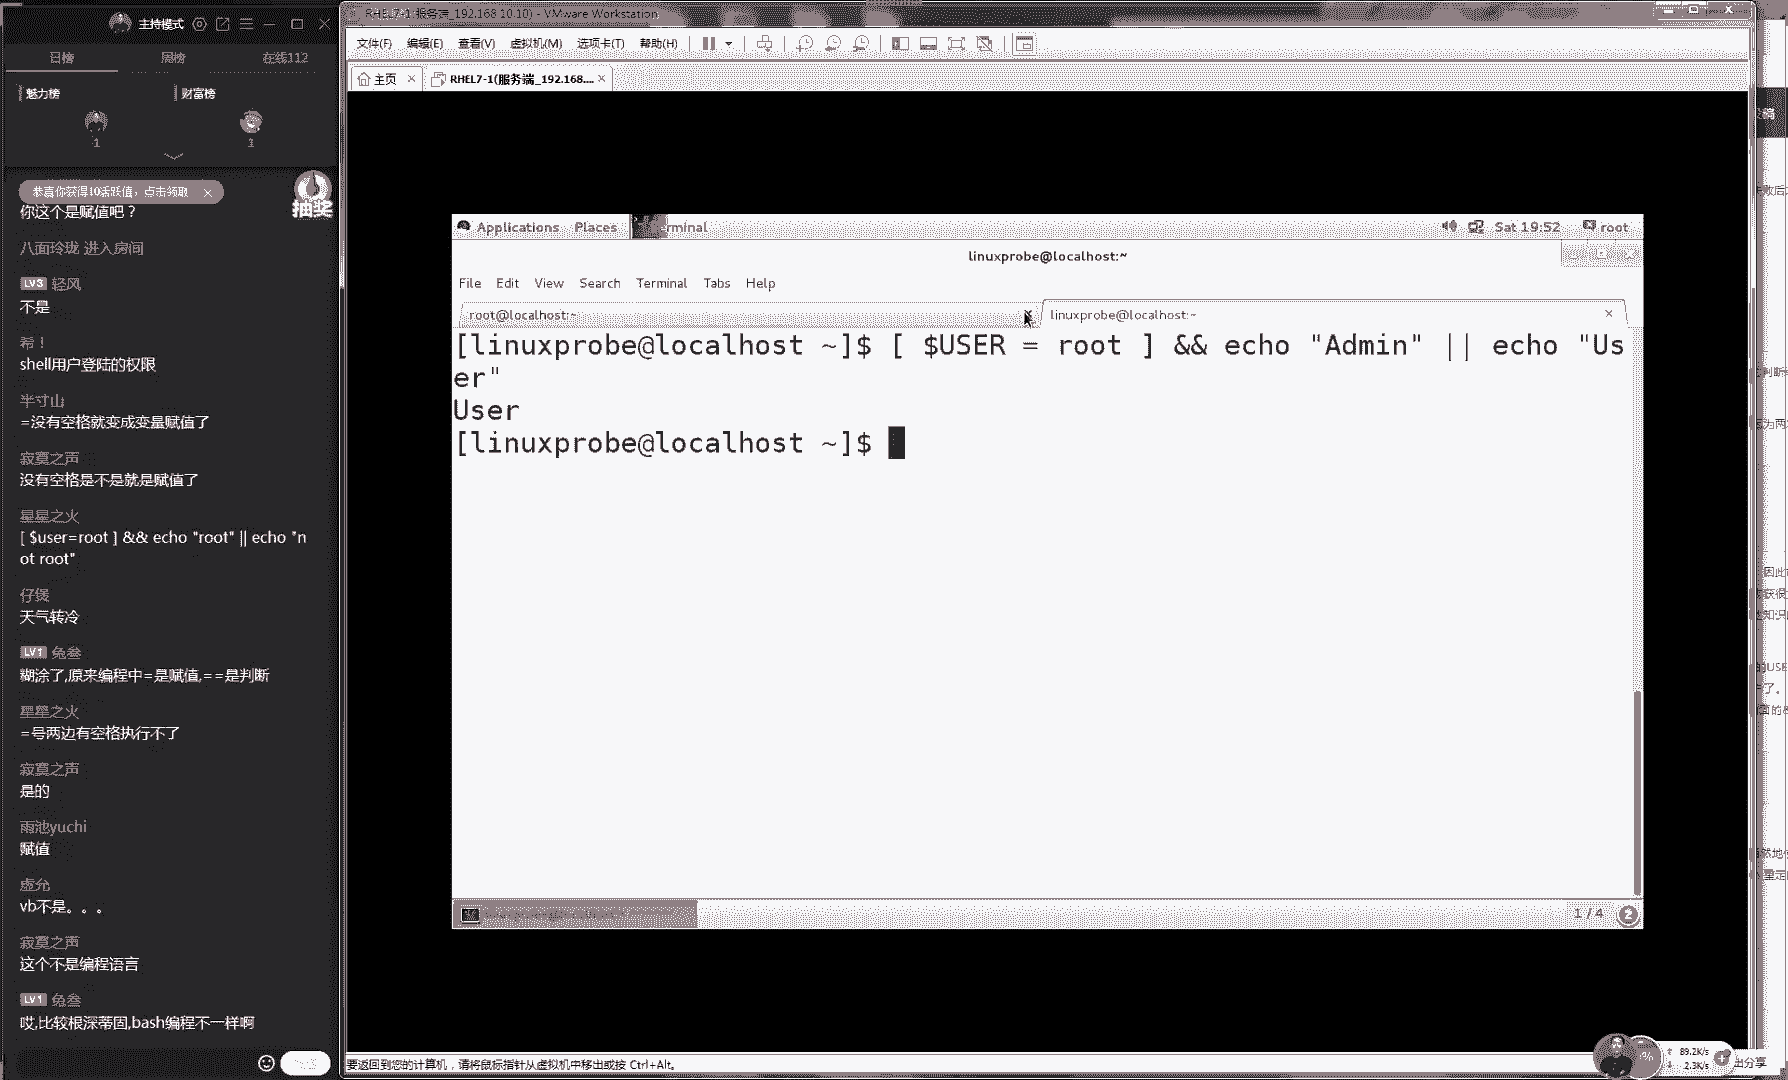 主持模式
日榜
周榜
在线112
魅力榜
财富榜
1
1
恭喜你获得10活跃值，点击领取
抽奖
你这个是赋值吧？
八面玲珑 进入房间
LV3 轻风
不是
希！
shell用户登陆的权限
半寸山
=没有空格就变成变量赋值了
寂寞之声
没有空格是不是就是赋值了
星星之火
[ $user=root ] && echo "root" || echo "n
ot root"
仔煲
天气转冷
LV1 兔叁
糊涂了,原来编程中=是赋值,==是判断
星星之火
=号两边有空格执行不了
寂寞之声
是的
雨池yuchi
赋值
虚允
vb不是。。。
寂寞之声
这个不是编程语言
LV1 兔叁
哎,比较根深蒂固,bash编程不一样啊
RHEL7-1(服务端_192.168.10.10) - VMware Workstation
文件(F) 编辑(E) 查看(V) 虚拟机(M) 选项卡(T) 帮助(H)
主页
RHEL7-1(服务端_192.168....
Applications Places
rminal
Sat 19:52
root
linuxprobe@localhost:~
File Edit View Search Terminal Tabs Help
root@localhost:~
linuxprobe@localhost:~
[linuxprobe@localhost ~]$ [ $USER = root ] && echo "Admin" || echo "Us
er"
User
[linuxprobe@localhost ~]$
1 / 4
2
要返回到您的计算机，请将鼠标指针从虚拟机中移出或按 Ctrl+Alt。
89.2K/s
2.3K/s
出分享